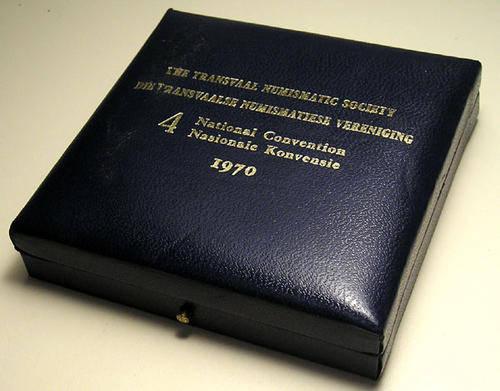 THE TRANSVAAL NUMISMATIC SOCIETY
DIE TRANSVAALSE NUMISMATIESE VERENIGING
4 National Convention
Nasionale Konvensie
1970